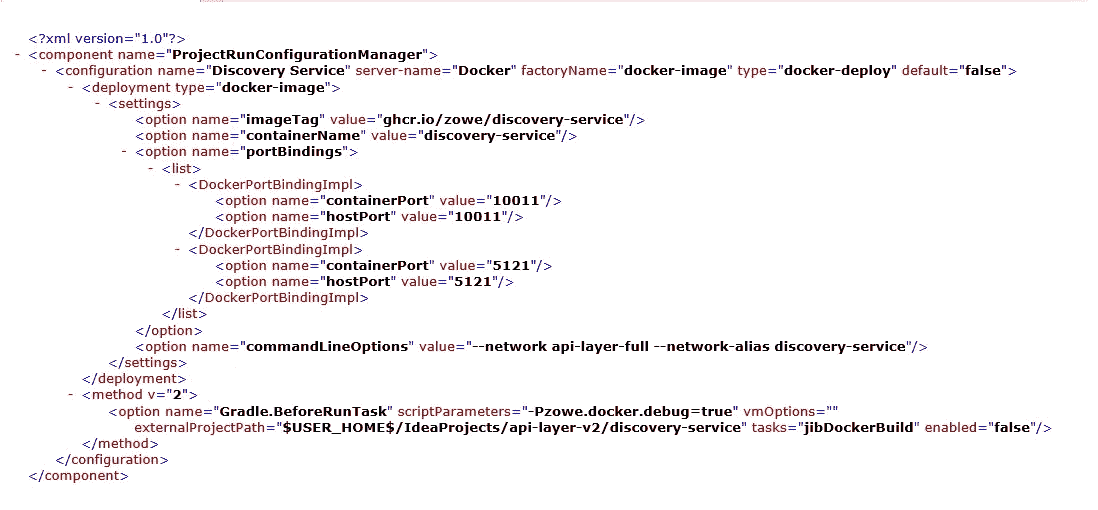 <?xml version="1.0"?>
- <component name="ProjectRunConfigurationManager">
- <configuration name="Discovery Service" server-name="Docker" factoryName="docker-image" type="docker-deploy" default="false">
- <deployment type="docker-image">
- <settings>
<option name="imageTag" value="ghcr.io/zowe/discovery-service"/>
<option name="containerName" value="discovery-service"/>
- <option name="portBindings">
- <list>
- <DockerPortBindingImpl>
<option name="containerPort" value="10011"/>
<option name="hostPort" value="10011"/>
</DockerPortBindingImpl>
- <DockerPortBindingImpl>
<option name="containerPort" value="5121"/>
<option name="hostPort" value="5121"/>
</DockerPortBindingImpl>
</list>
</option>
<option name="commandLineOptions" value="--network api-layer-full --network-alias discovery-service"/>
</settings>
</deployment>
- <method v="2">
<option name="Gradle.BeforeRunTask" scriptParameters="-Pzowe.docker.debug=true" vmOptions=""
externalProjectPath="$USER_HOME$/IdeaProjects/api-layer-v2/discovery-service" tasks="jibDockerBuild" enabled="false"/>
</method>
</configuration>
</component>